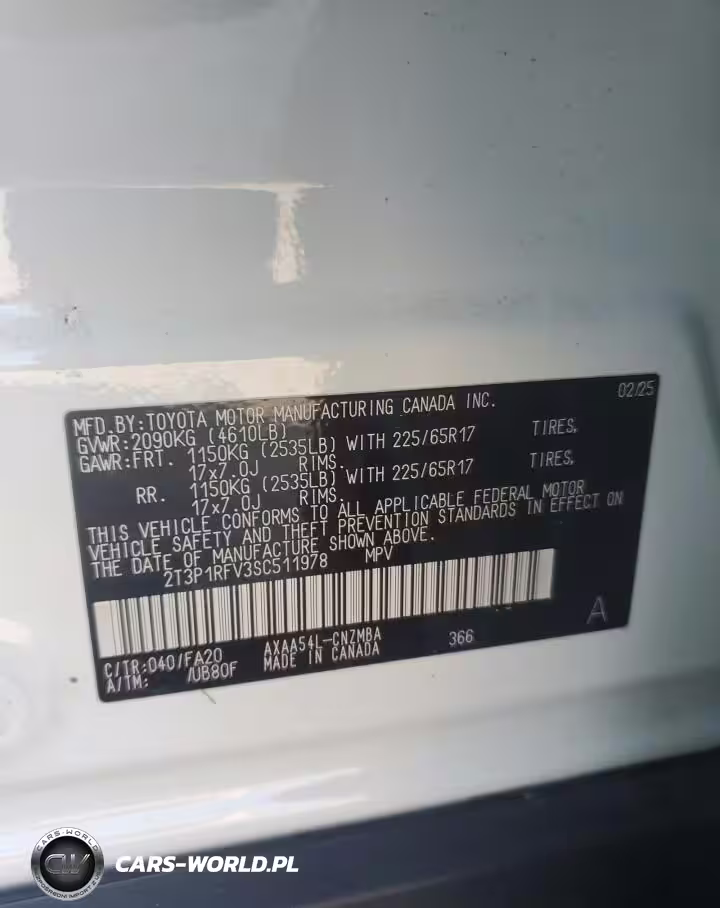 02/25
MFD.BY:TOYOTA MOTOR MANUFACTURING CANADA INC.
GVWR:2090KG (4610LB)
GAWR:FRT. 1150KG (2535LB) WITH 225/65R17 TIRES,
17x7.0J RIMS.
RR. 1150KG (2535LB) WITH 225/65R17 TIRES,
17x7.0J RIMS.
THIS VEHICLE CONFORMS TO ALL APPLICABLE FEDERAL MOTOR
VEHICLE SAFETY AND THEFT PREVENTION STANDARDS IN EFFECT ON
THE DATE OF MANUFACTURE SHOWN ABOVE.
2T3P1RFV3SC511978 MPV
C/TR:040/FA20 AXAA54L-CNZMBA 366 A
A/TM: /UB80F MADE IN CANADA
CARS-WORLD
CW
CARS-WORLD.PL